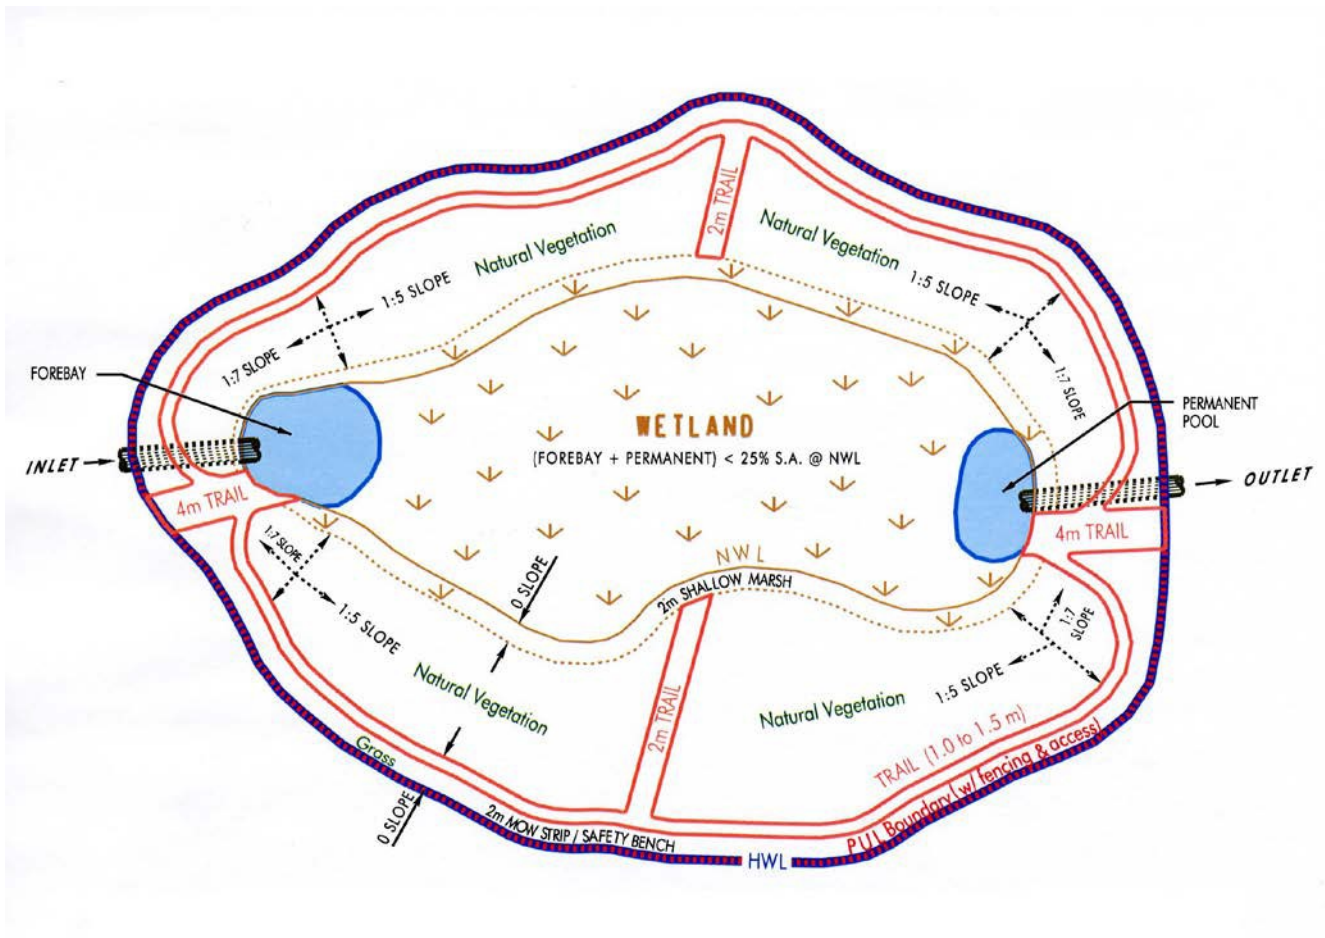 2m TRAIL
Natural Vegetation
Natural Vegetation
1:5 SLOPE
1:5 SLOPE
1:7 SLOPE
1:7 SLOPE
FOREBAY
PERMANENT
POOL
WETLAND
(FOREBAY + PERMANENT) < 25% S.A. @ NWL
INLET
OUTLET
4m TRAIL
4m TRAIL
1:7 SLOPE
0 SLOPE
NWL
2m SHALLOW MARSH
1:5 SLOPE
1:7
SLOPE
1:5 SLOPE
Natural Vegetation
Natural Vegetation
2m TRAIL
TRAIL (1.0 to 1.5 m)
PUL Boundary (w/ fencing & access)
Grass
0 SLOPE
2m MOW STRIP / SAFETY BENCH
HWL